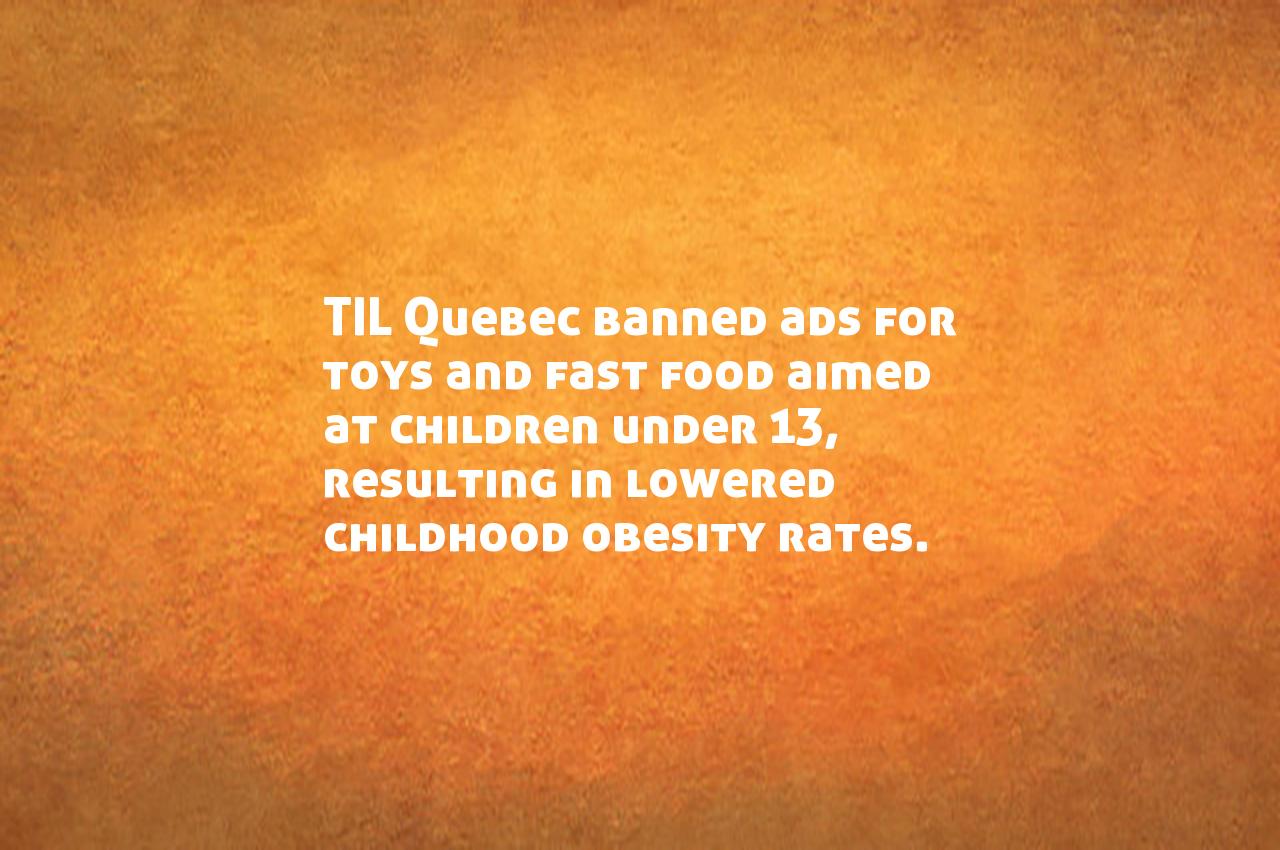 TIL Quebec banned ads for
toys and fast food aimed
at children under 13,
resulting in lowered
childhood obesity rates.